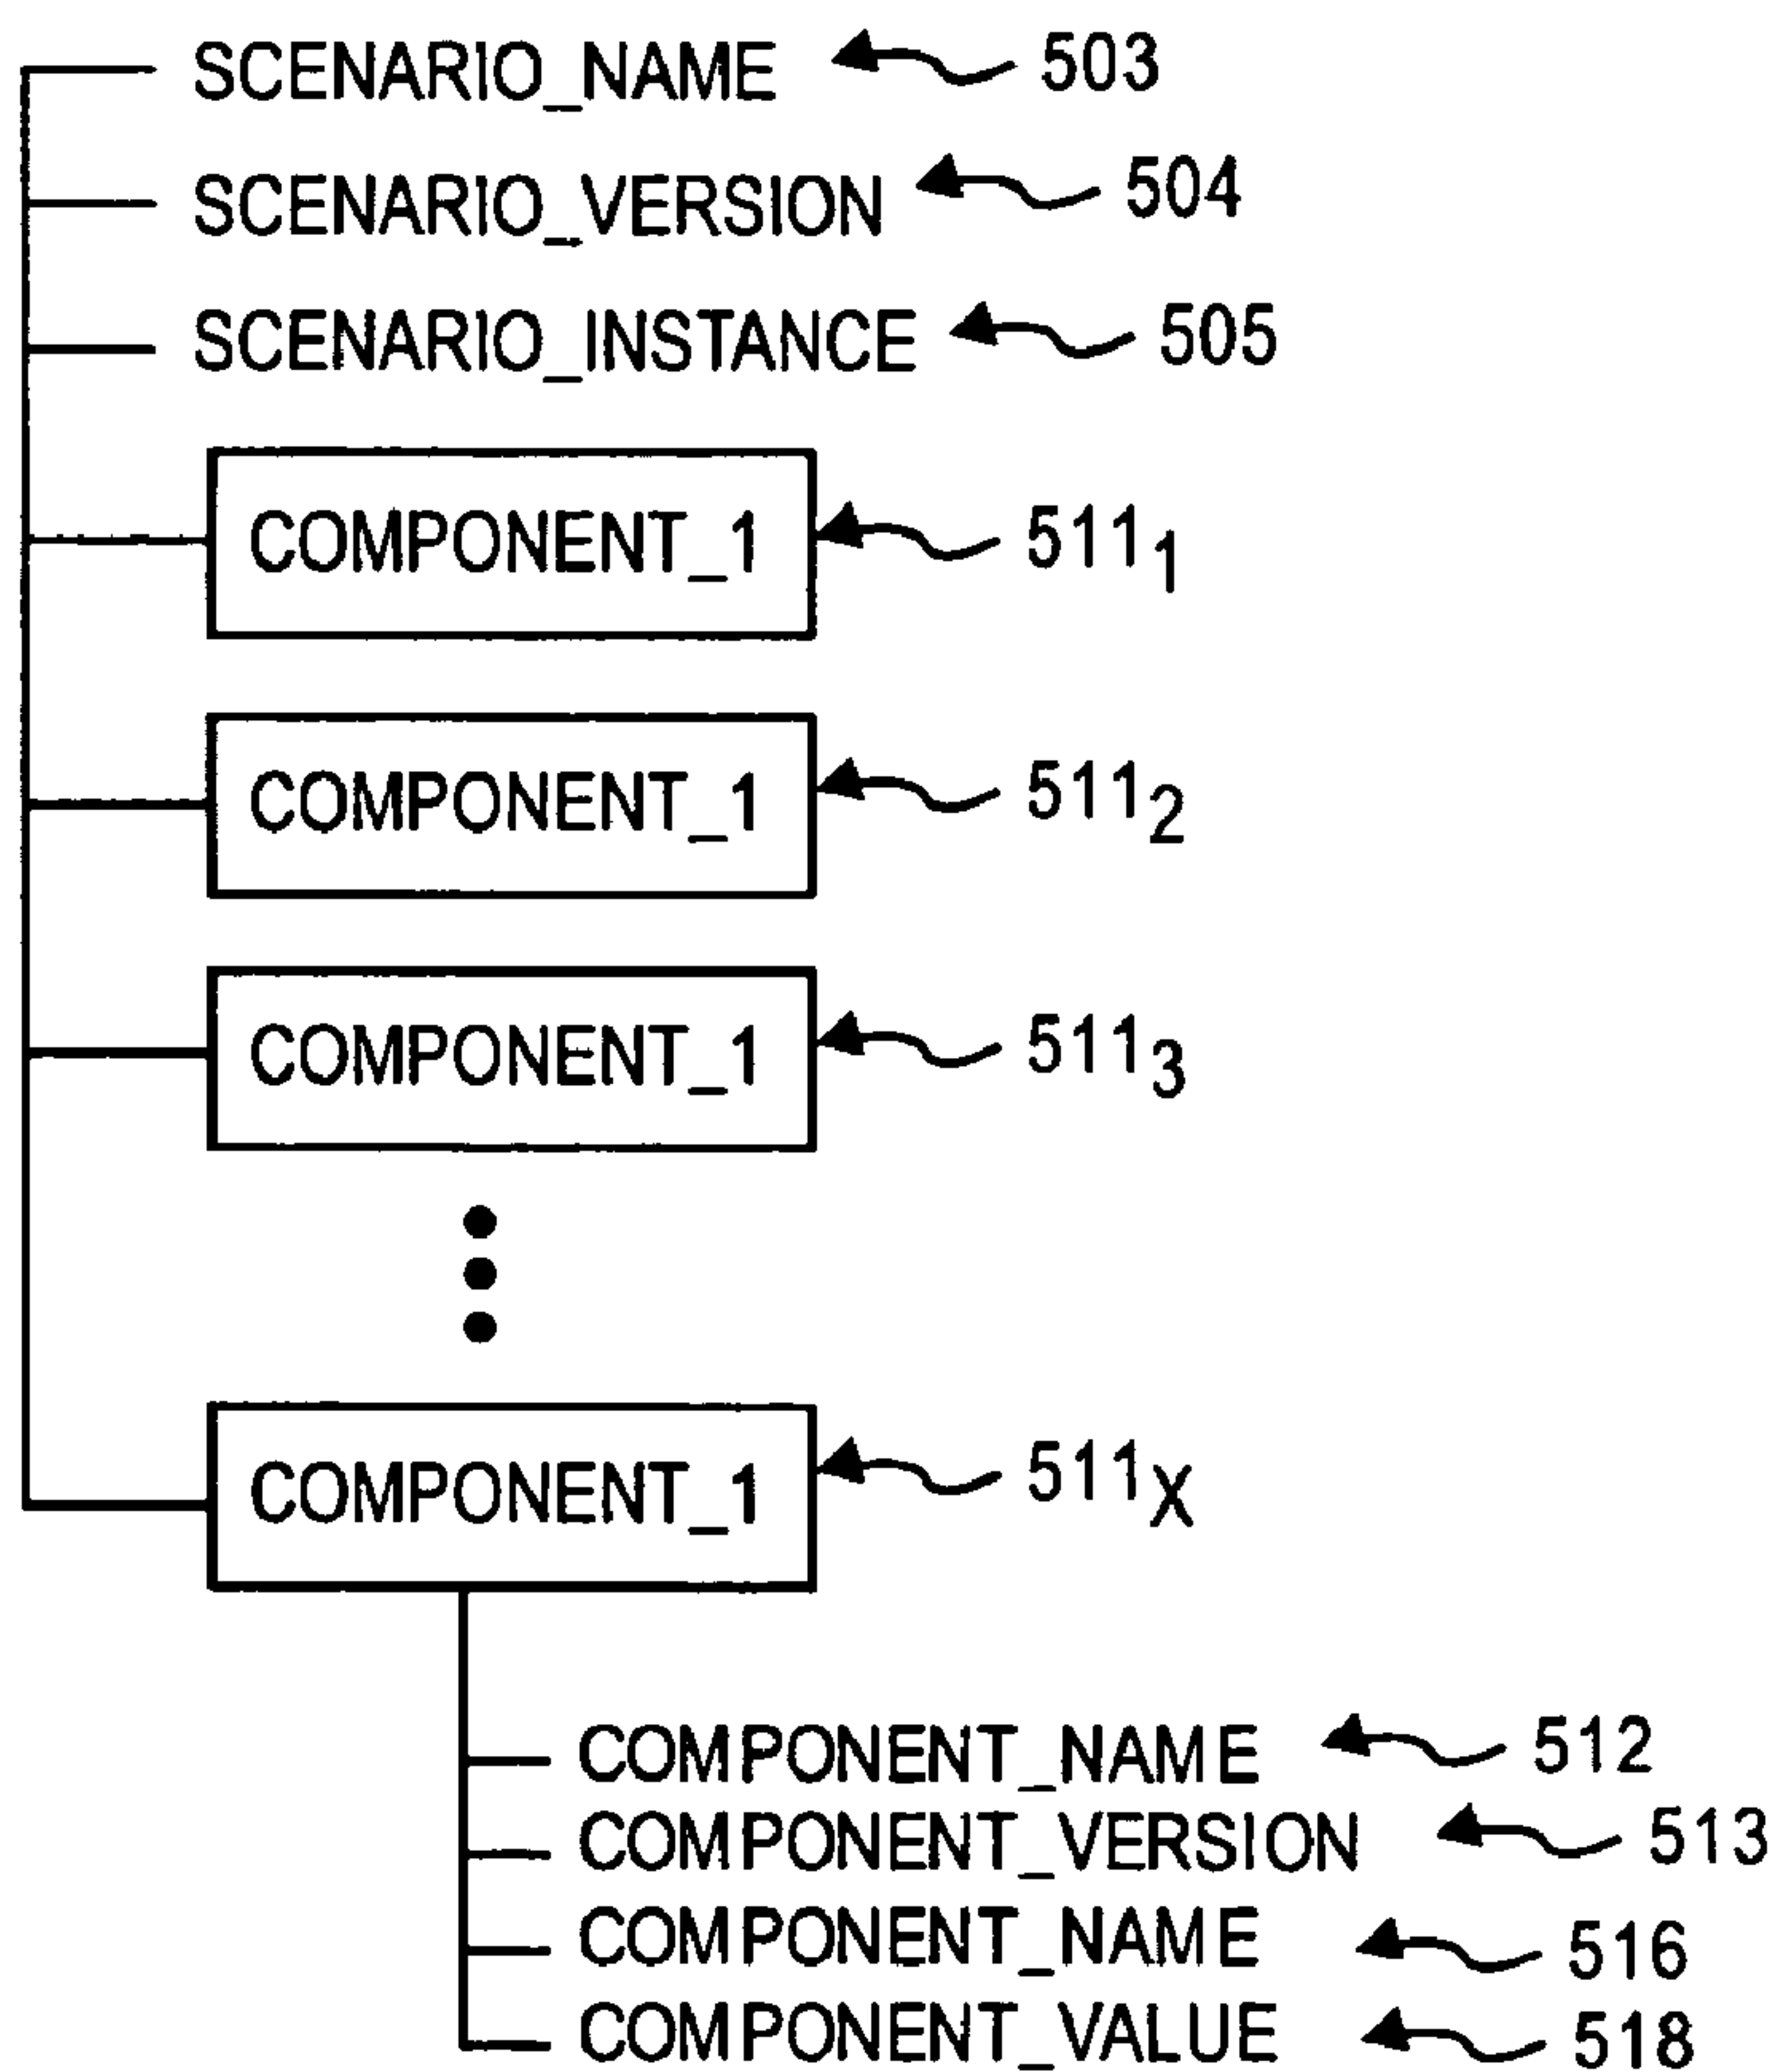 SCENARIO_NAME 503
SCENARIO_VERSION 504
SCENARIO_INSTANCE 505
COMPONENT_1 511₁
COMPONENT_1 511₂
COMPONENT_1 511₃
COMPONENT_1 511ₓ
COMPONENT_NAME 512
COMPONENT_VERSION 513
COMPONENT_NAME 516
COMPONENT_VALUE 518